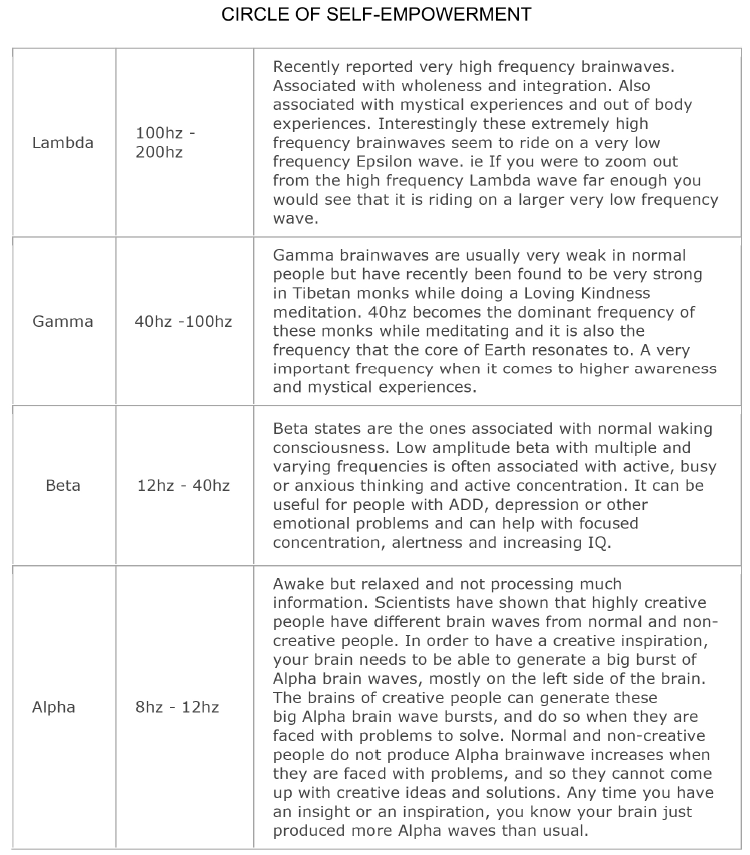 CIRCLE OF SELF-EMPOWERMENT
Lambda
100hz -
200hz
Recently reported very high frequency brainwaves.
Associated with wholeness and integration. Also
associated with mystical experiences and out of body
experiences. Interestingly these extremely high
frequency brainwaves seem to ride on a very low
frequency Epsilon wave. ie If you were to zoom out
from the high frequency Lambda wave far enough you
would see that it is riding on a larger very low frequency
wave.
Gamma
40hz -100hz
Gamma brainwaves are usually very weak in normal
people but have recently been found to be very strong
in Tibetan monks while doing a Loving Kindness
meditation. 40hz becomes the dominant frequency of
these monks while meditating and it is also the
frequency that the core of Earth resonates to. A very
important frequency when it comes to higher awareness
and mystical experiences.
Beta
12hz - 40hz
Beta states are the ones associated with normal waking
consciousness. Low amplitude beta with multiple and
varying frequencies is often associated with active, busy
or anxious thinking and active concentration. It can be
useful for people with ADD, depression or other
emotional problems and can help with focused
concentration, alertness and increasing IQ.
Alpha
8hz - 12hz
Awake but relaxed and not processing much
information. Scientists have shown that highly creative
people have different brain waves from normal and non-
creative people. In order to have a creative inspiration,
your brain needs to be able to generate a big burst of
Alpha brain waves, mostly on the left side of the brain.
The brains of creative people can generate these
big Alpha brain wave bursts, and do so when they are
faced with problems to solve. Normal and non-creative
people do not produce Alpha brainwave increases when
they are faced with problems, and so they cannot come
up with creative ideas and solutions. Any time you have
an insight or an inspiration, you know your brain just
produced more Alpha waves than usual.